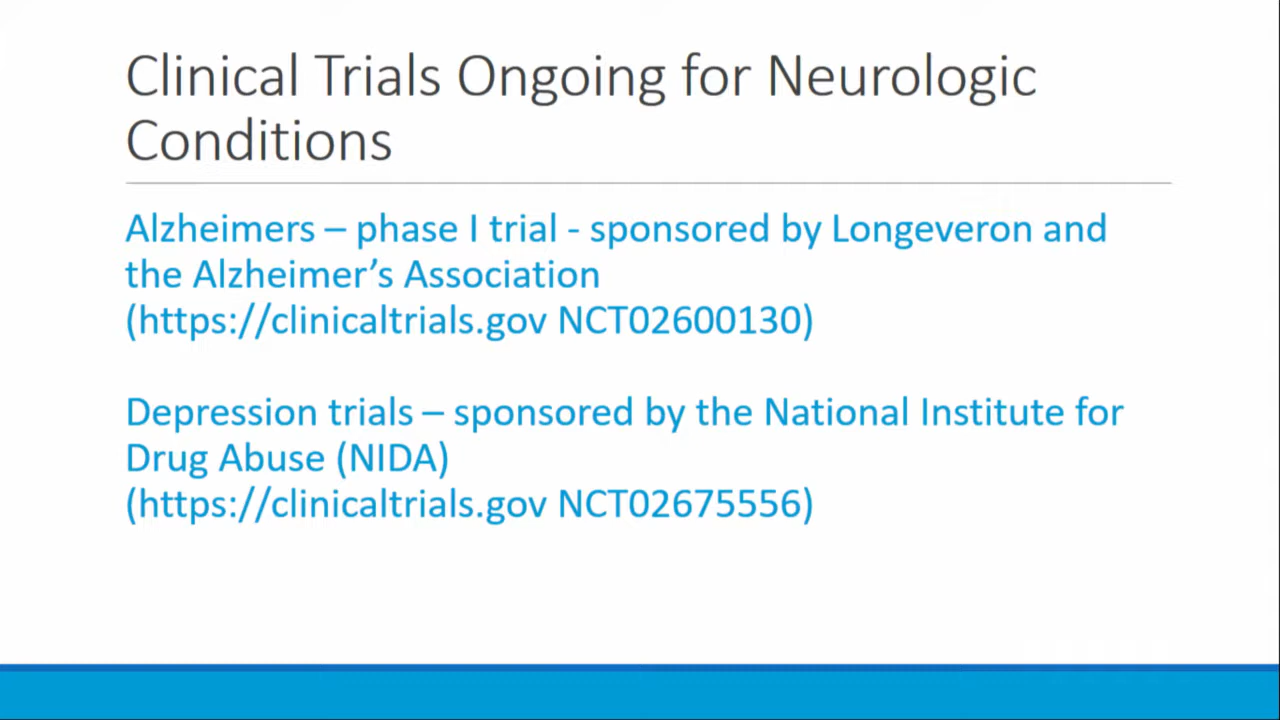 Clinical Trials Ongoing for Neurologic
Conditions
Alzheimers – phase I trial - sponsored by Longeveron and
the Alzheimer’s Association
(https://clinicaltrials.gov NCT02600130)
Depression trials – sponsored by the National Institute for
Drug Abuse (NIDA)
(https://clinicaltrials.gov NCT02675556)